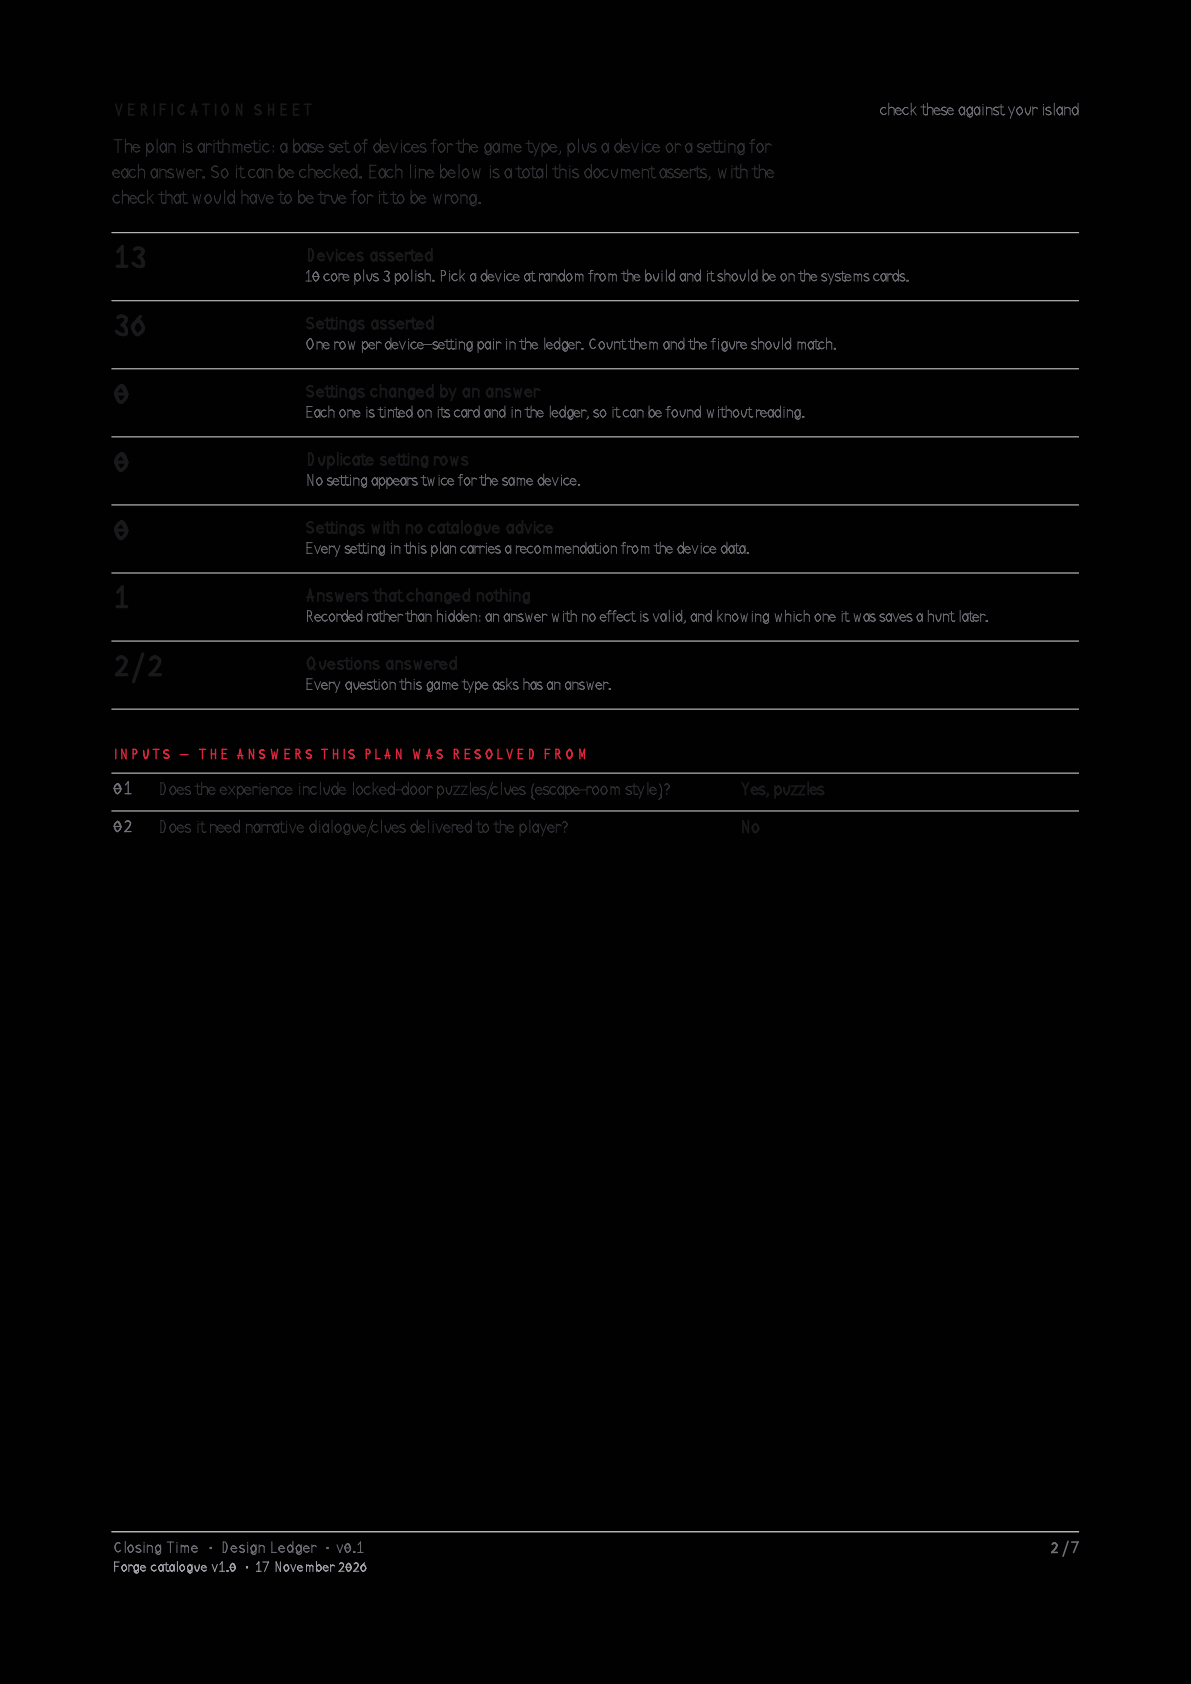 VERIFICATION SHEET
check these against your island
The plan is arithmetic: a base set of devices for the game type, plus a device or a setting for
each answer. So it can be checked. Each line below is a total this document asserts, with the
check that would have to be true for it to be wrong.
13
Devices asserted
10 core plus 3 polish. Pick a device at random from the build and it should be on the systems cards.
36
Settings asserted
One row per device–setting pair in the ledger. Count them and the figure should match.
0
Settings changed by an answer
Each one is tinted on its card and in the ledger, so it can be found without reading.
0
Duplicate setting rows
No setting appears twice for the same device.
0
Settings with no catalogue advice
Every setting in this plan carries a recommendation from the device data.
1
Answers that changed nothing
Recorded rather than hidden: an answer with no effect is valid, and knowing which one it was saves a hunt later.
2/2
Questions answered
Every question this game type asks has an answer.
INPUTS — THE ANSWERS THIS PLAN WAS RESOLVED FROM
01 Does the experience include locked-door puzzles/clues (escape-room style)? Yes, puzzles
02 Does it need narrative dialogue/clues delivered to the player? No
Closing Time · Design Ledger · v0.1
2/7
Forge catalogue v1.0 · 17 November 2026